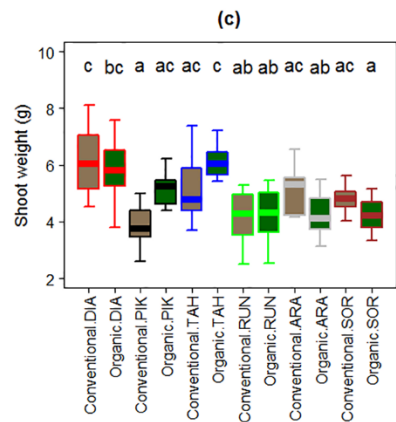 (c)
10
8
6
4
2
Shoot weight (g)
c bc a ac ac c ab ab ac ab ac a
Conventional.DIA
Organic.DIA
Conventional.PIK
Organic.PIK
Conventional.TAH
Organic.TAH
Conventional.RUN
Organic.RUN
Conventional.ARA
Organic.ARA
Conventional.SOR
Organic.SOR